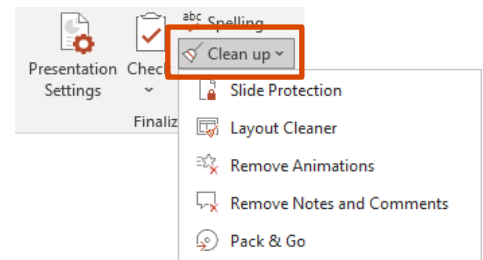 abc Spelling
Clean up
Presentation Settings
Check
Finaliz
Slide Protection
Layout Cleaner
Remove Animations
Remove Notes and Comments
Pack & Go